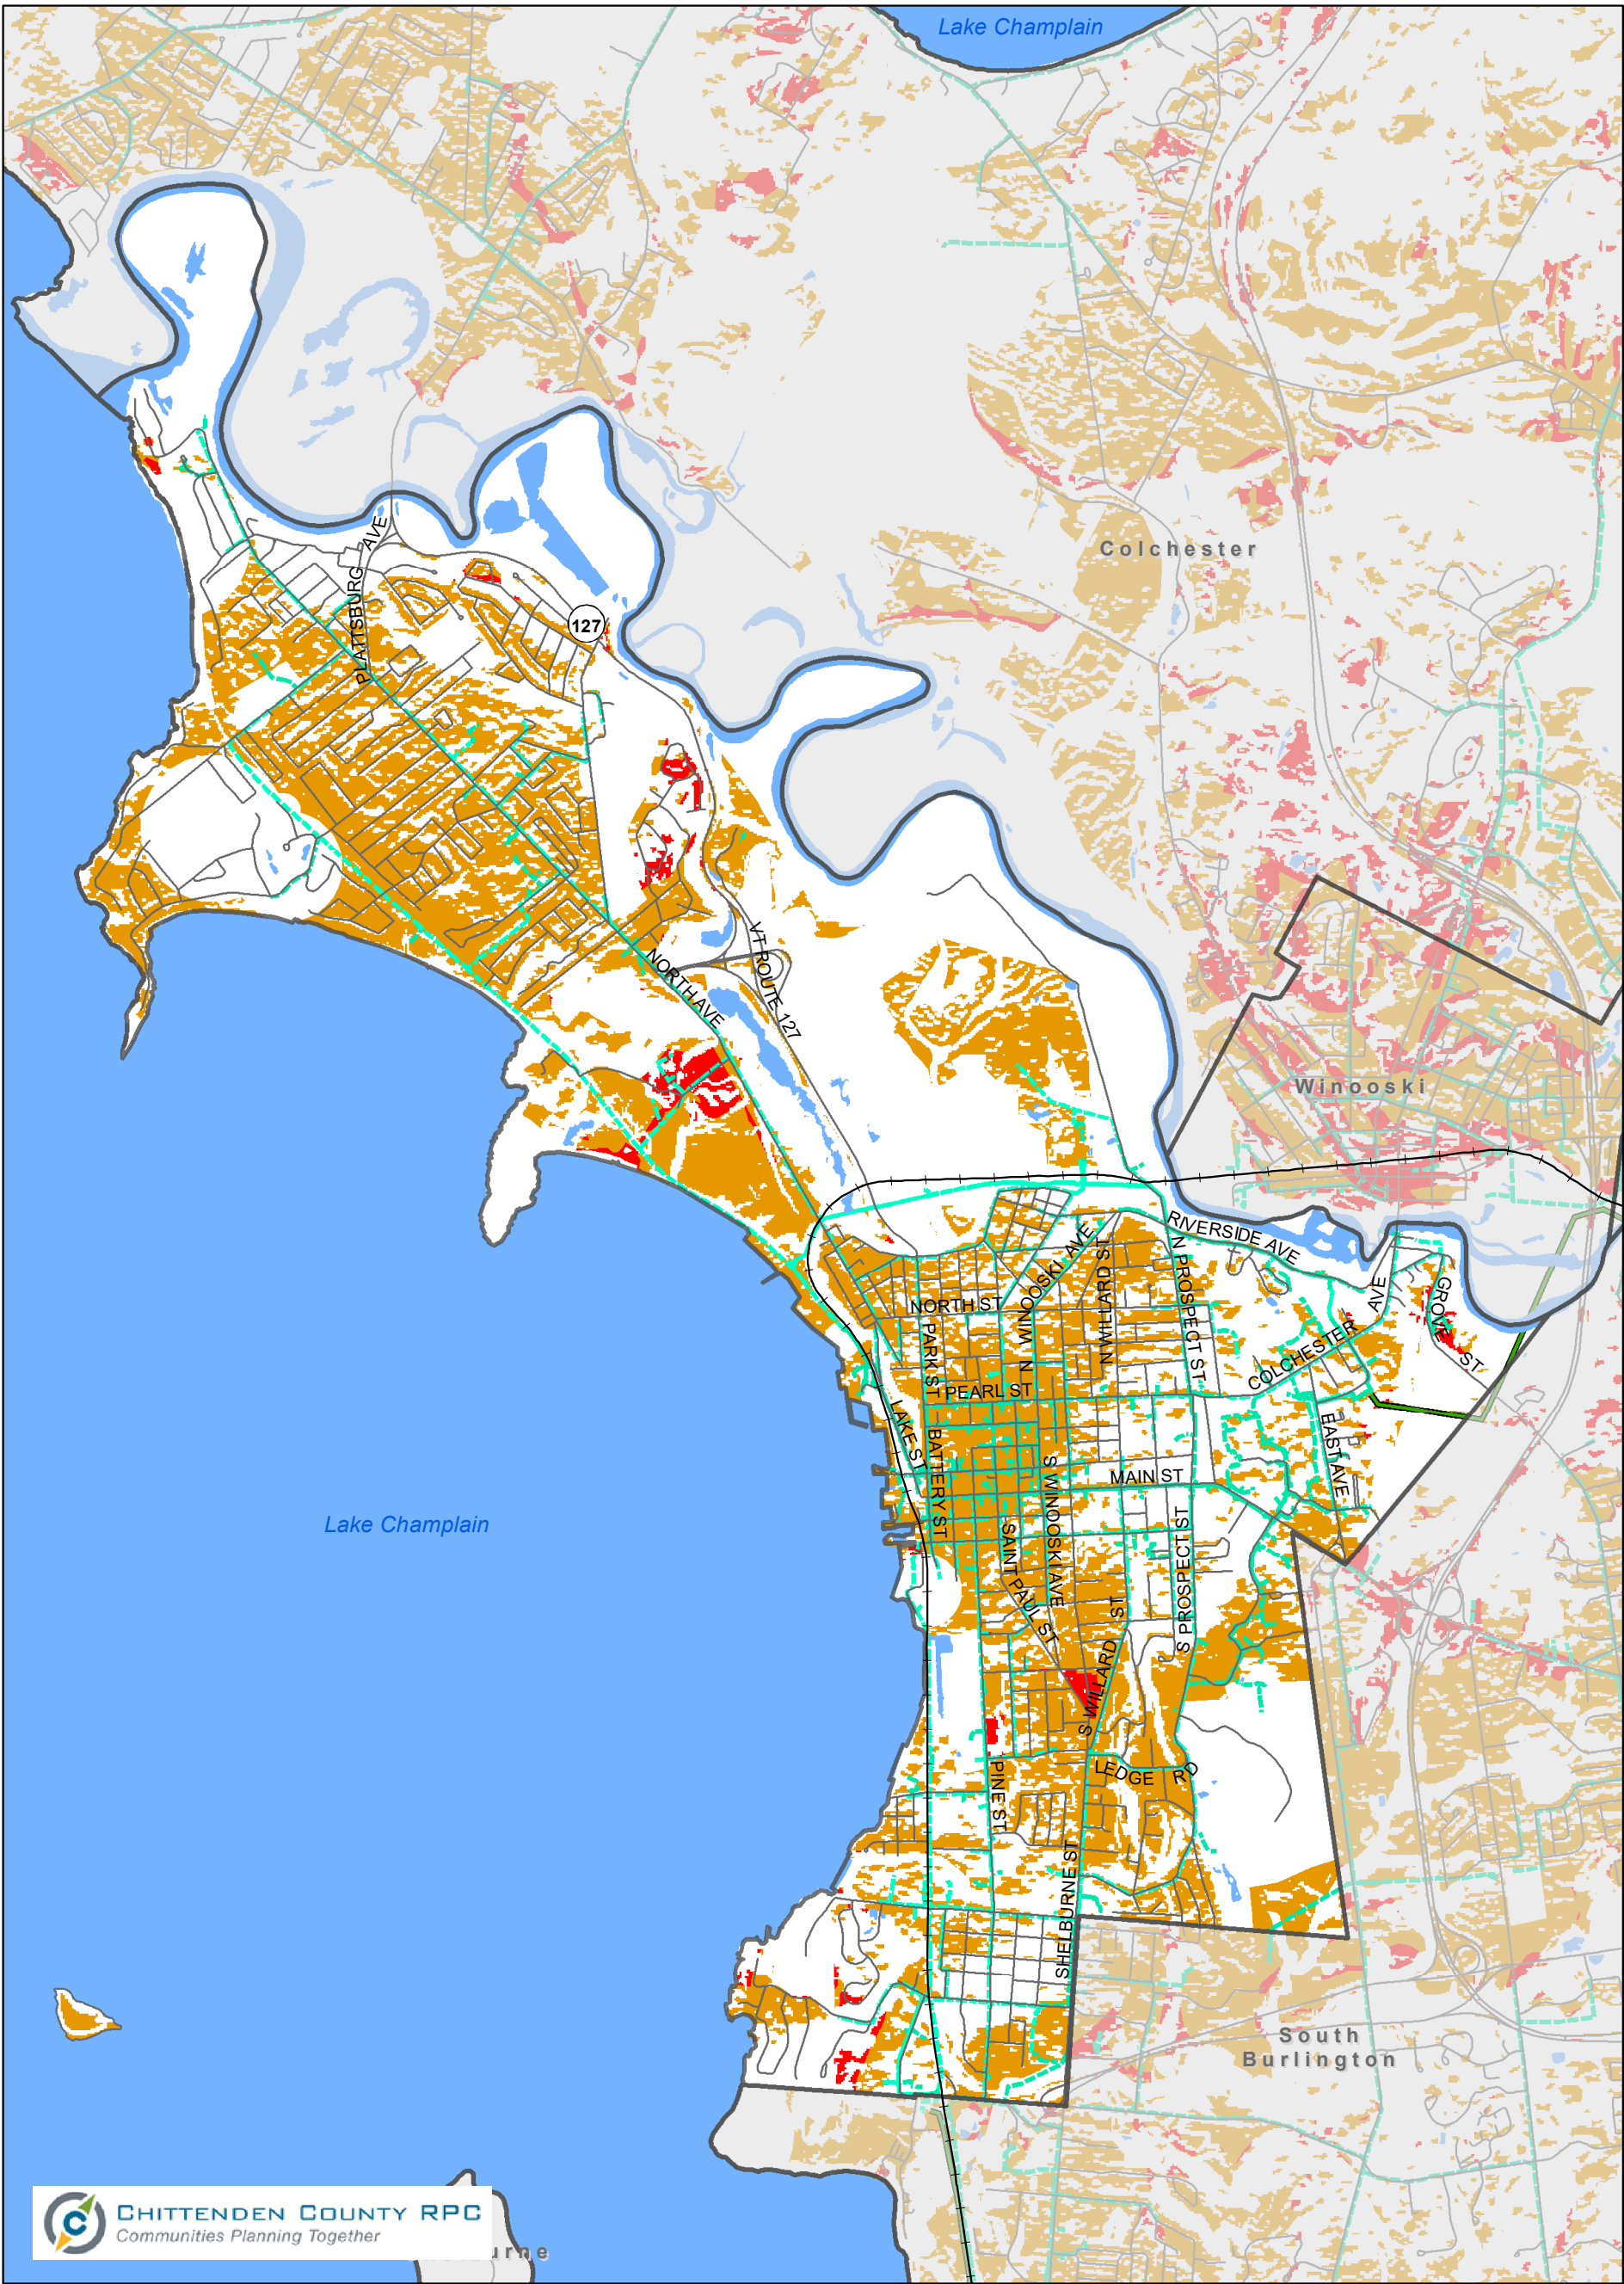 Lake Champlain
Colchester
PLATTSBURG AVE
127
VT ROUTE 127
NORTH AVE
Winooski
RIVERSIDE AVE
N WINOOSKI AVE
N WILLARD ST
N PROSPECT ST
GROVE ST
NORTH ST
PARK ST
COLCHESTER AVE
PEARL ST
LAKE ST
BATTERY ST
EAST AVE
MAIN ST
S WINOOSKI AVE
SAINT PAUL ST
S PROSPECT ST
Lake Champlain
S WILLARD ST
LEDGE RD
PINE ST
SHELBURNE ST
South
Burlington
CHITTENDEN COUNTY RPC
Communities Planning Together
urne